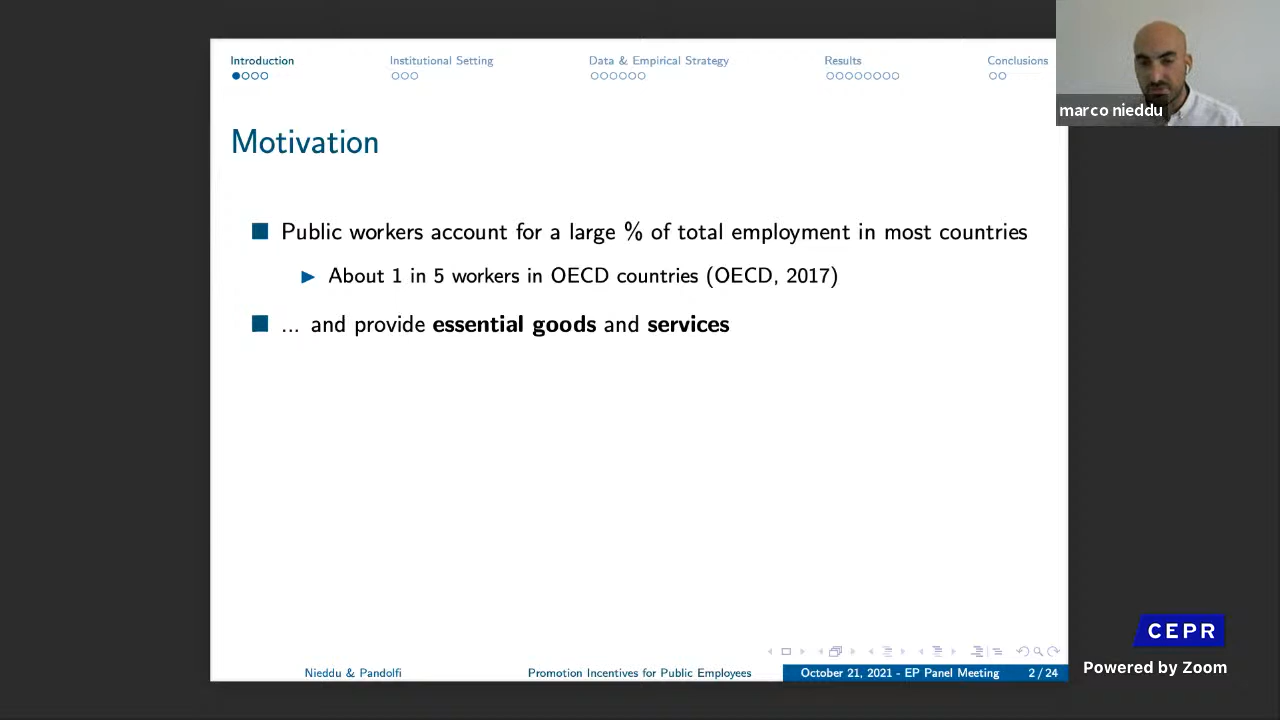 Introduction
Institutional Setting
Data & Empirical Strategy
Results
Conclusions
marco nieddu
Motivation
Public workers account for a large % of total employment in most countries
About 1 in 5 workers in OECD countries (OECD, 2017)
... and provide essential goods and services
CEPR
Powered by Zoom
Nieddu & Pandolfi
Promotion Incentives for Public Employees
October 21, 2021 - EP Panel Meeting
2 / 24